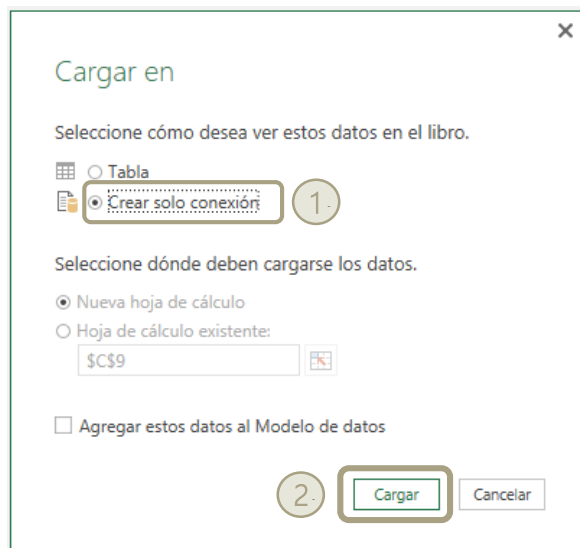 Cargar en
Seleccione cómo desea ver estos datos en el libro.
Tabla
Crear solo conexión
1.
Seleccione dónde deben cargarse los datos.
Nueva hoja de cálculo
Hoja de cálculo existente:
$C$9
Agregar estos datos al Modelo de datos
2.
Cargar Cancelar